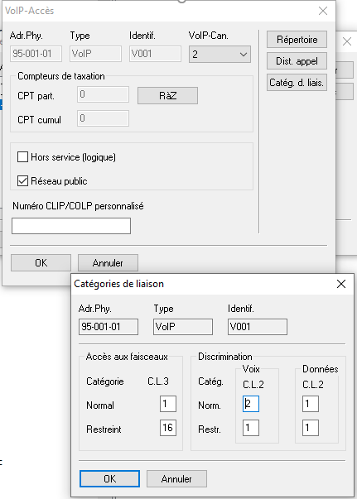 VoIP-Accès
Adr.Phy. Type Identif. VoIP-Can.
95-001-01 VoIP V001 2
Répertoire
Dist. appel
Catég. d. liais.
Compteurs de taxation
CPT part. 0 RàZ
CPT cumul 0
Hors service (logique)
Réseau public
Numéro CLIP/COLP personnalisé
OK Annuler
Catégories de liaison
Adr.Phy. Type Identif.
95-001-01 VoIP V001
Accès aux faisceaux
Catégorie C.L.3
Normal 1
Restreint 16
Discrimination
Voix Données
Catég. C.L.2 C.L.2
Norm. 2 1
Restr. 1 1
OK Annuler